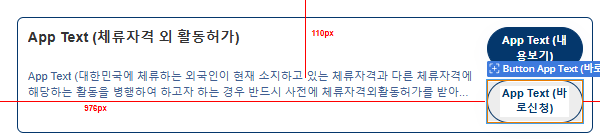 App Text (체류자격 외 활동허가)
110px
App Text (내
용보기)
Button App Text (바로
App Text (대한민국에 체류하는 외국인이 현재 소지하고 있는 체류자격과 다른 체류자격에
해당하는 활동을 병행하여 하고자 하는 경우 반드시 사전에 체류자격외활동허가를 받아...
App Text (바
로신청)
976px